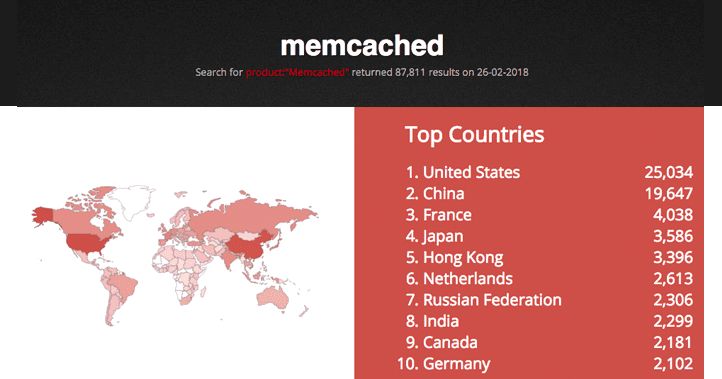 memcached
Search for product:"Memcached" returned 87,811 results on 26-02-2018
Top Countries
1. United States 25,034
2. China 19,647
3. France 4,038
4. Japan 3,586
5. Hong Kong 3,396
6. Netherlands 2,613
7. Russian Federation 2,306
8. India 2,299
9. Canada 2,181
10. Germany 2,102